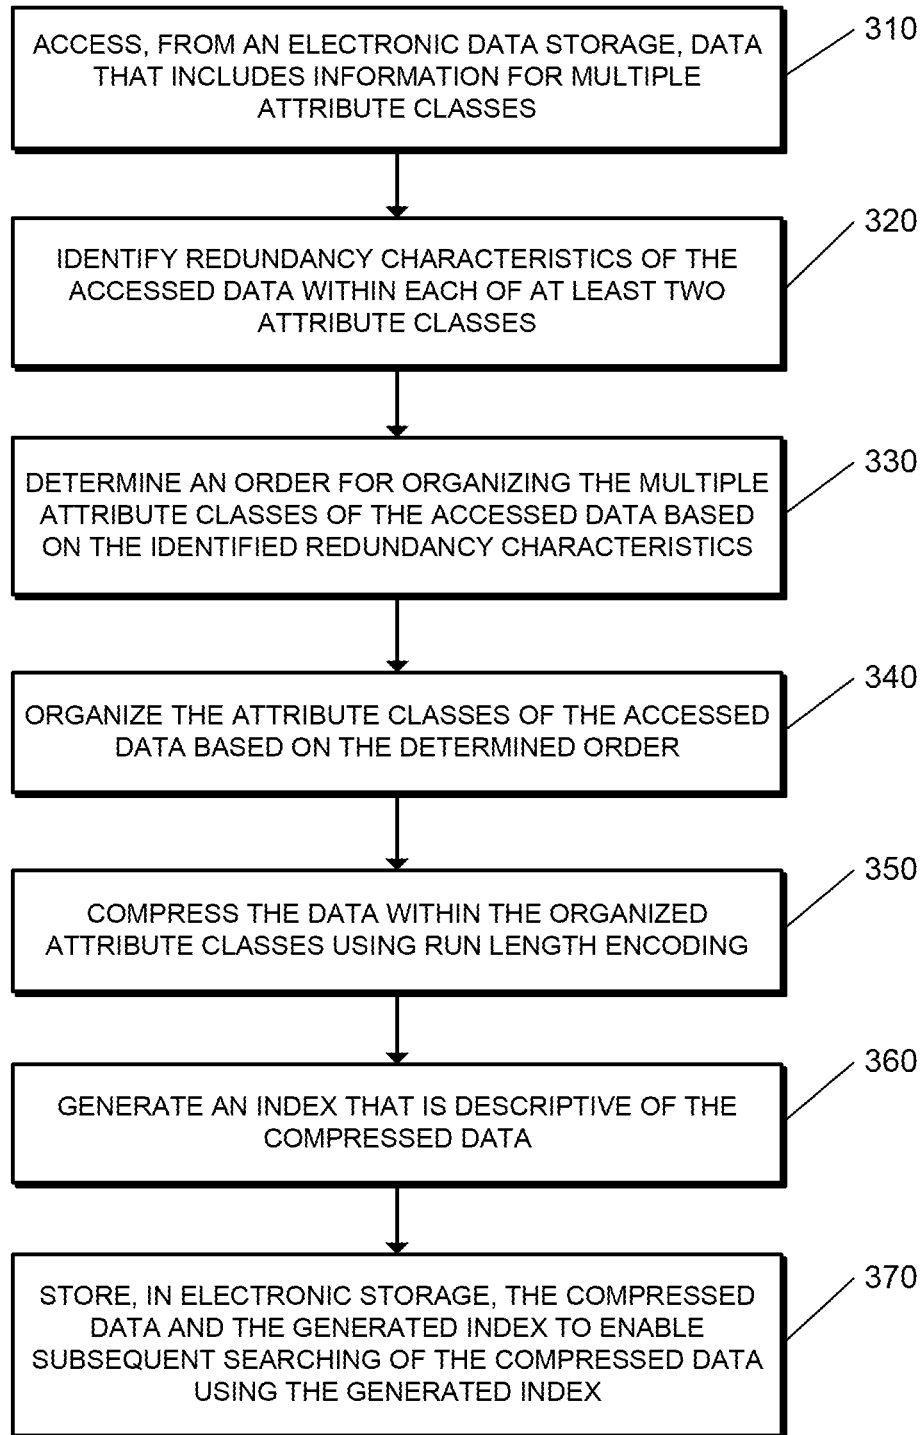 ACCESS, FROM AN ELECTRONIC DATA STORAGE, DATA
THAT INCLUDES INFORMATION FOR MULTIPLE
ATTRIBUTE CLASSES
310
IDENTIFY REDUNDANCY CHARACTERISTICS OF THE
ACCESSED DATA WITHIN EACH OF AT LEAST TWO
ATTRIBUTE CLASSES
320
DETERMINE AN ORDER FOR ORGANIZING THE MULTIPLE
ATTRIBUTE CLASSES OF THE ACCESSED DATA BASED
ON THE IDENTIFIED REDUNDANCY CHARACTERISTICS
330
ORGANIZE THE ATTRIBUTE CLASSES OF THE ACCESSED
DATA BASED ON THE DETERMINED ORDER
340
COMPRESS THE DATA WITHIN THE ORGANIZED
ATTRIBUTE CLASSES USING RUN LENGTH ENCODING
350
GENERATE AN INDEX THAT IS DESCRIPTIVE OF THE
COMPRESSED DATA
360
STORE, IN ELECTRONIC STORAGE, THE COMPRESSED
DATA AND THE GENERATED INDEX TO ENABLE
SUBSEQUENT SEARCHING OF THE COMPRESSED DATA
USING THE GENERATED INDEX
370